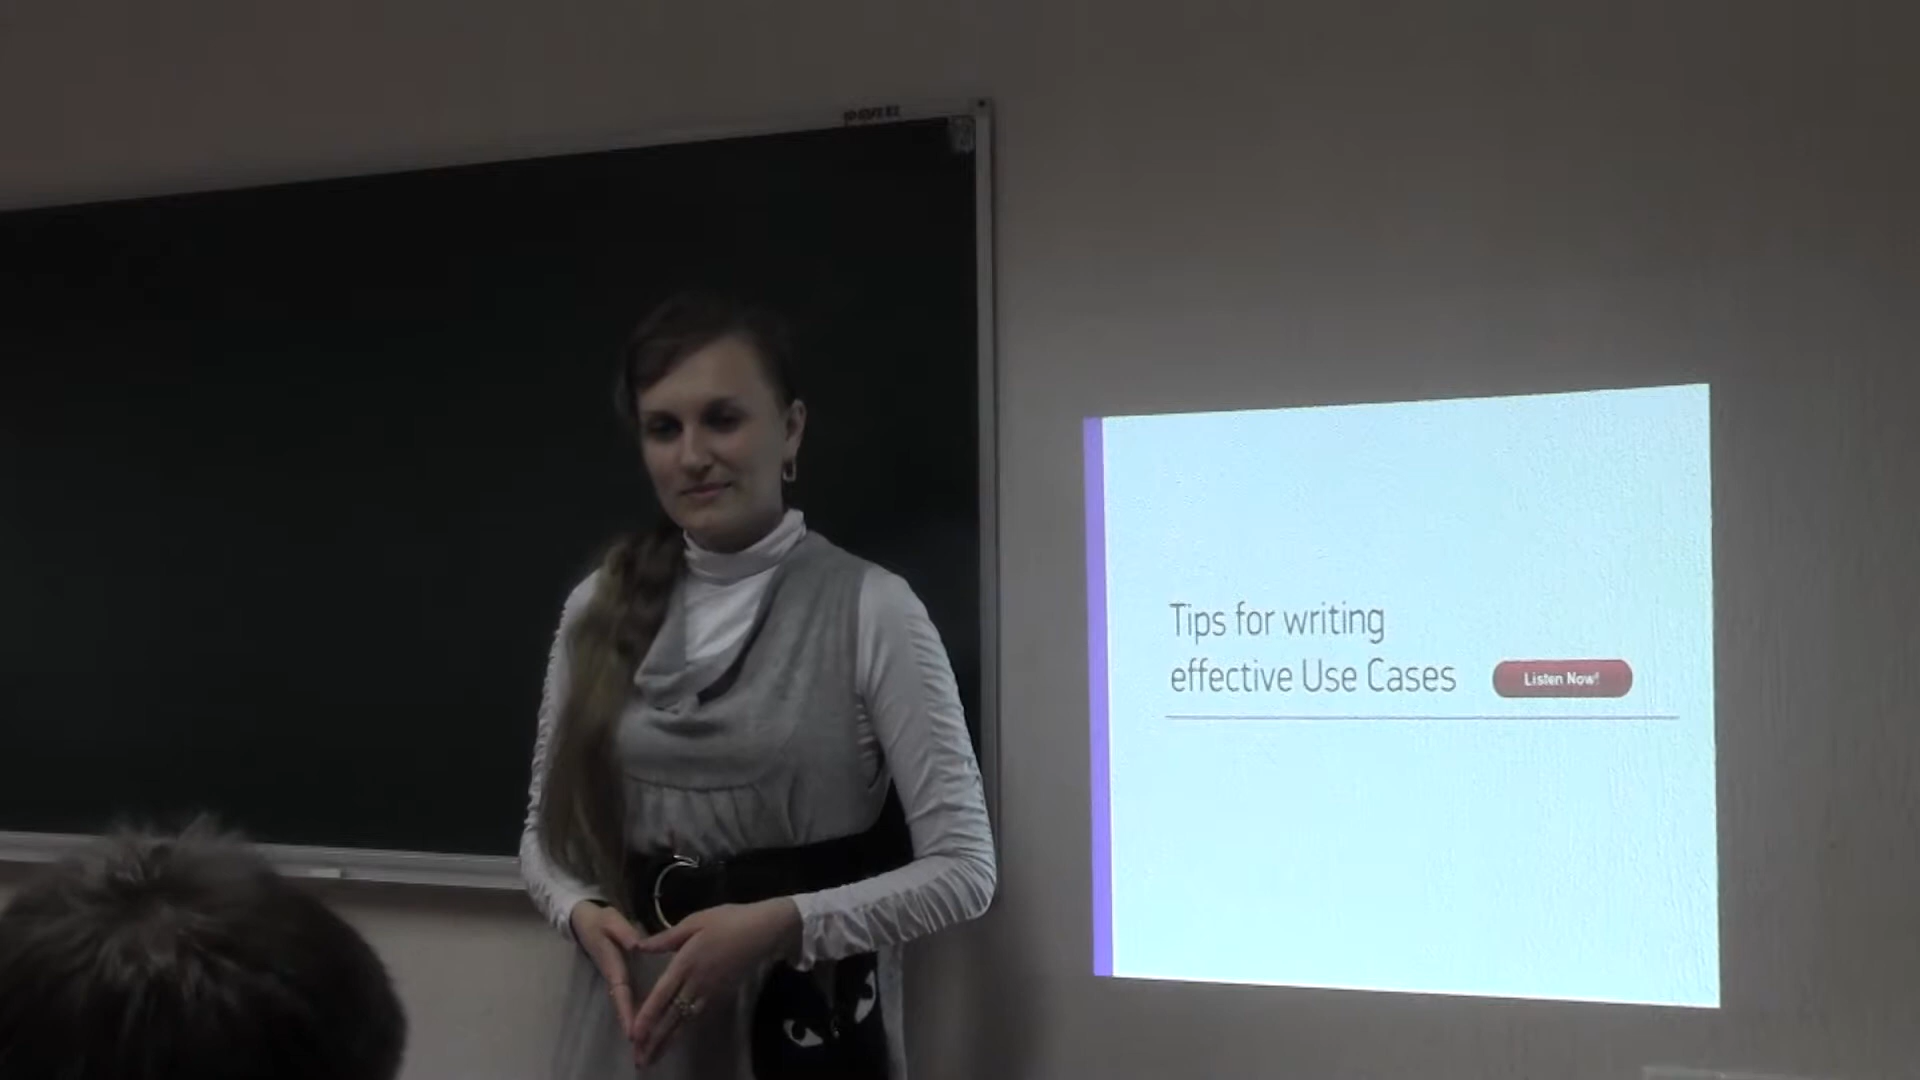 Tips for writing
effective Use Cases
Listen Now!